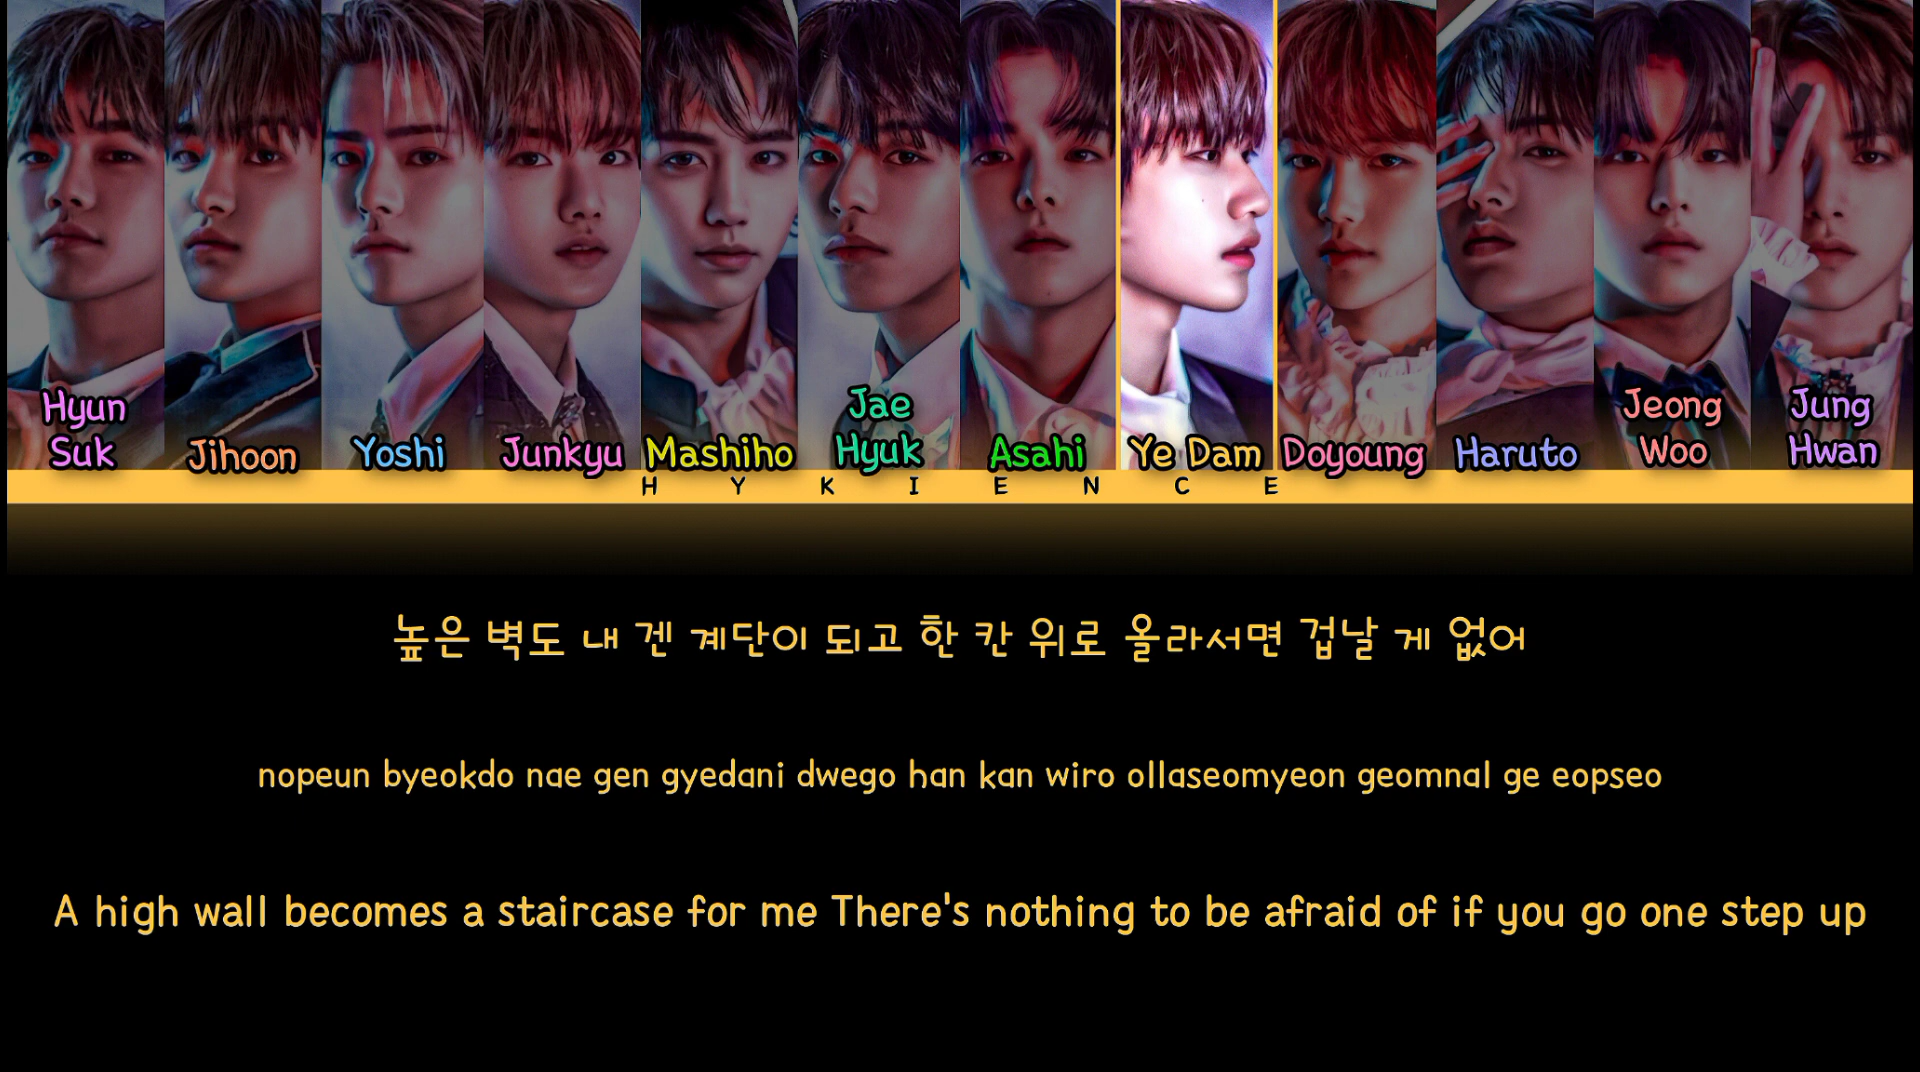 Hyun
Suk
Jihoon
Yoshi
Junkyu
Mashiho
Jae
Hyuk
Asahi
Ye Dam
Doyoung
Haruto
Jeong
Woo
Jung
Hwan
H Y K I E N C E
높은 벽도 내 겐 계단이 되고 한 칸 위로 올라서면 겁날 게 없어
nopeun byeokdo nae gen gyedani dwego han kan wiro ollaseomyeon geomnal ge eopseo
A high wall becomes a staircase for me There's nothing to be afraid of if you go one step up